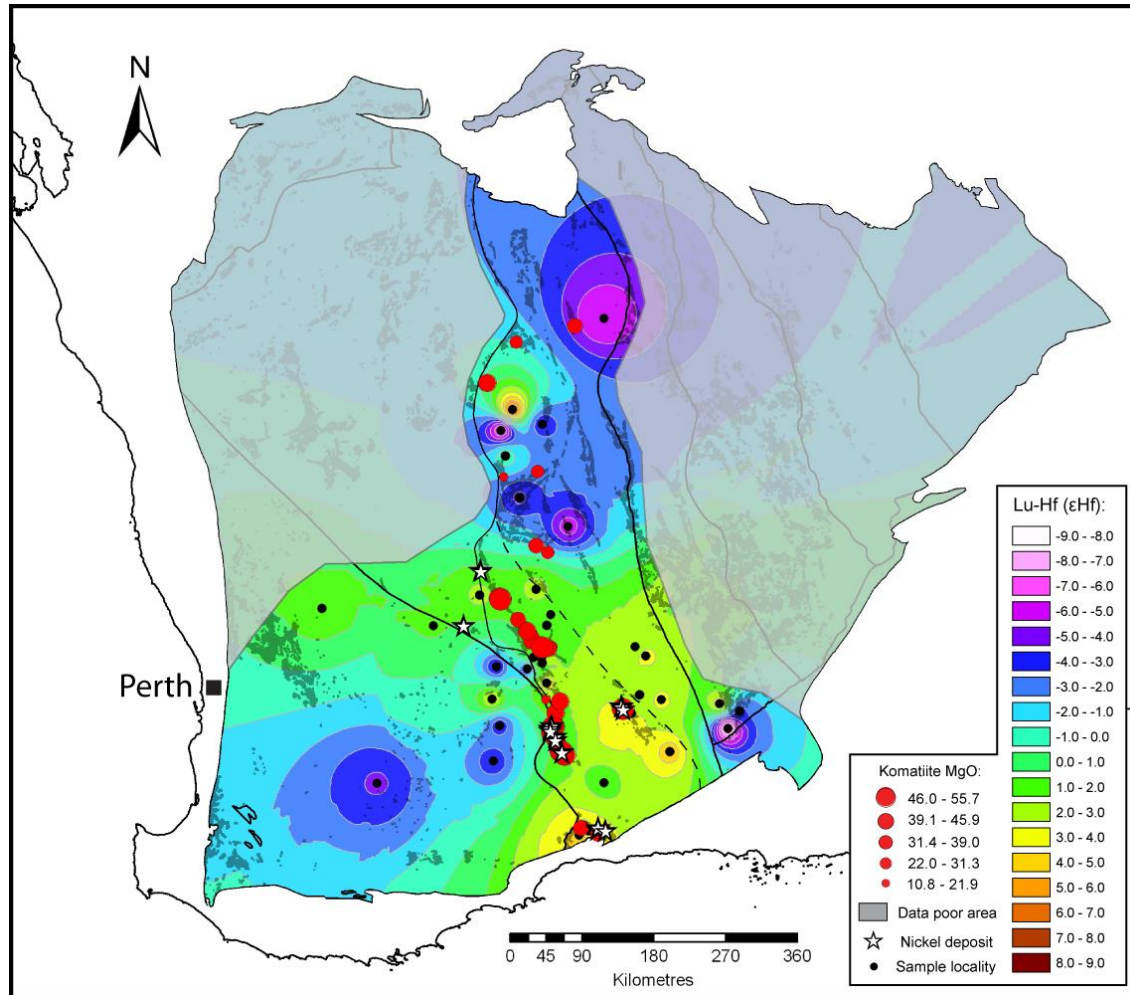 N
Perth
Lu-Hf (εHf):
-9.0 - -8.0
-8.0 - -7.0
-7.0 - -6.0
-6.0 - -5.0
-5.0 - -4.0
-4.0 - -3.0
-3.0 - -2.0
-2.0 - -1.0
-1.0 - 0.0
0.0 - 1.0
1.0 - 2.0
2.0 - 3.0
3.0 - 4.0
4.0 - 5.0
5.0 - 6.0
6.0 - 7.0
7.0 - 8.0
8.0 - 9.0
Komatiite MgO:
46.0 - 55.7
39.1 - 45.9
31.4 - 39.0
22.0 - 31.3
10.8 - 21.9
Data poor area
Nickel deposit
Sample locality
0 45 90 180 270 360
Kilometres